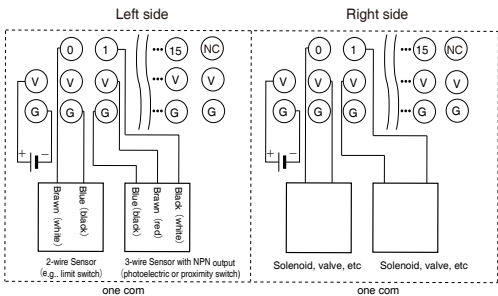 Left side
Right side
0 1 ••• 15 NC
V V V ••• V V
G G G ••• G G
+ −
Brawn (white)
Blue (black)
Blue(black)
Brawn (red)
Black (white)
2-wire Sensor
(e.g.. limit switch)
3-wire Sensor with NPN output
(photoelectric or proximity switch)
one com
0 1 ••• 15 NC
V V V ••• V V
G G G ••• G G
+ −
Solenoid, valve, etc
Solenoid, valve, etc
one com